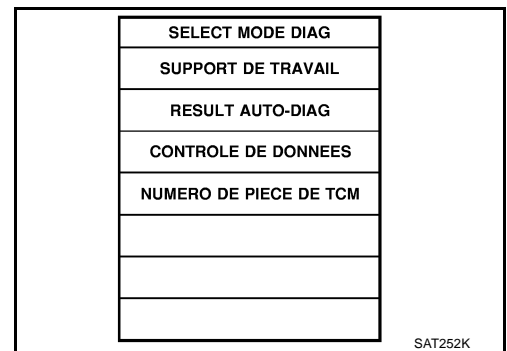 SELECT MODE DIAG
SUPPORT DE TRAVAIL
RESULT AUTO-DIAG
CONTROLE DE DONNEES
NUMERO DE PIECE DE TCM
SAT252K